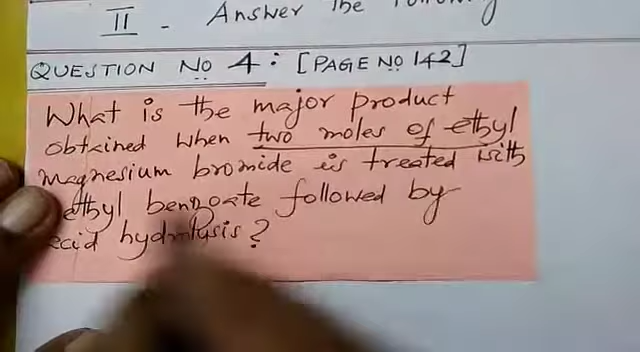 II - Answer The Following
QUESTION NO 4: [PAGE NO 142]
What is the major product
obtained when two moles of ethyl
magnesium bromide is treated with
ethyl benzoate followed by
acid hydrolysis?